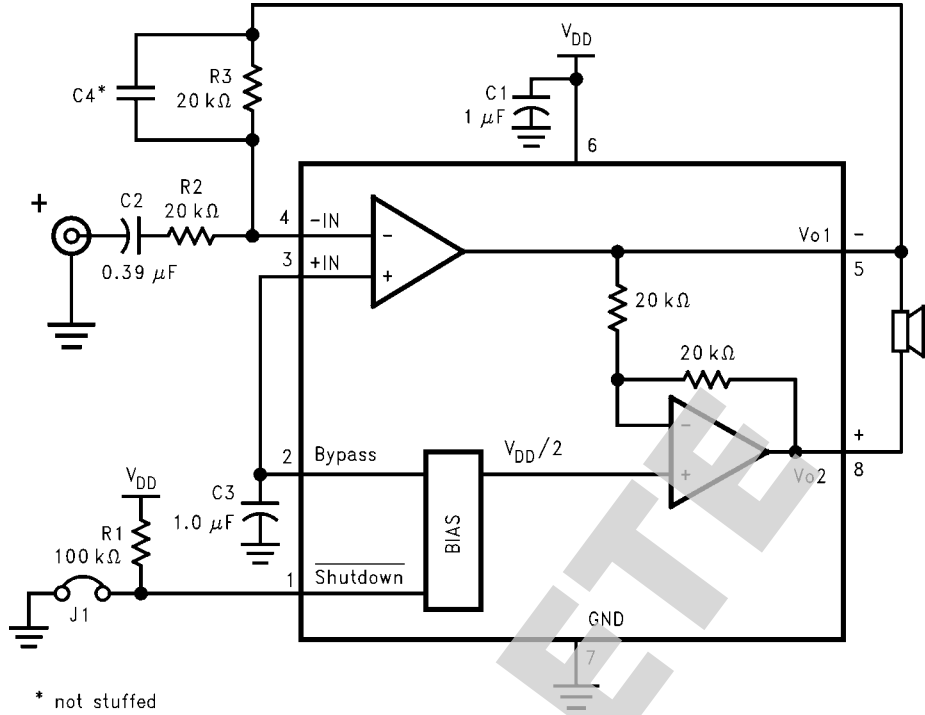 V_DD
R3
20 kΩ
C4*
C1
1 μF
6
+
C2
0.39 μF
R2
20 kΩ
4
-IN
3
+IN
-
+
Vo1
-
5
20 kΩ
20 kΩ
-
+
V_DD/2
+
8
Vo2
2
Bypass
C3
1.0 μF
BIAS
V_DD
R1
100 kΩ
1
Shutdown
J1
GND
7
* not stuffed
ETE